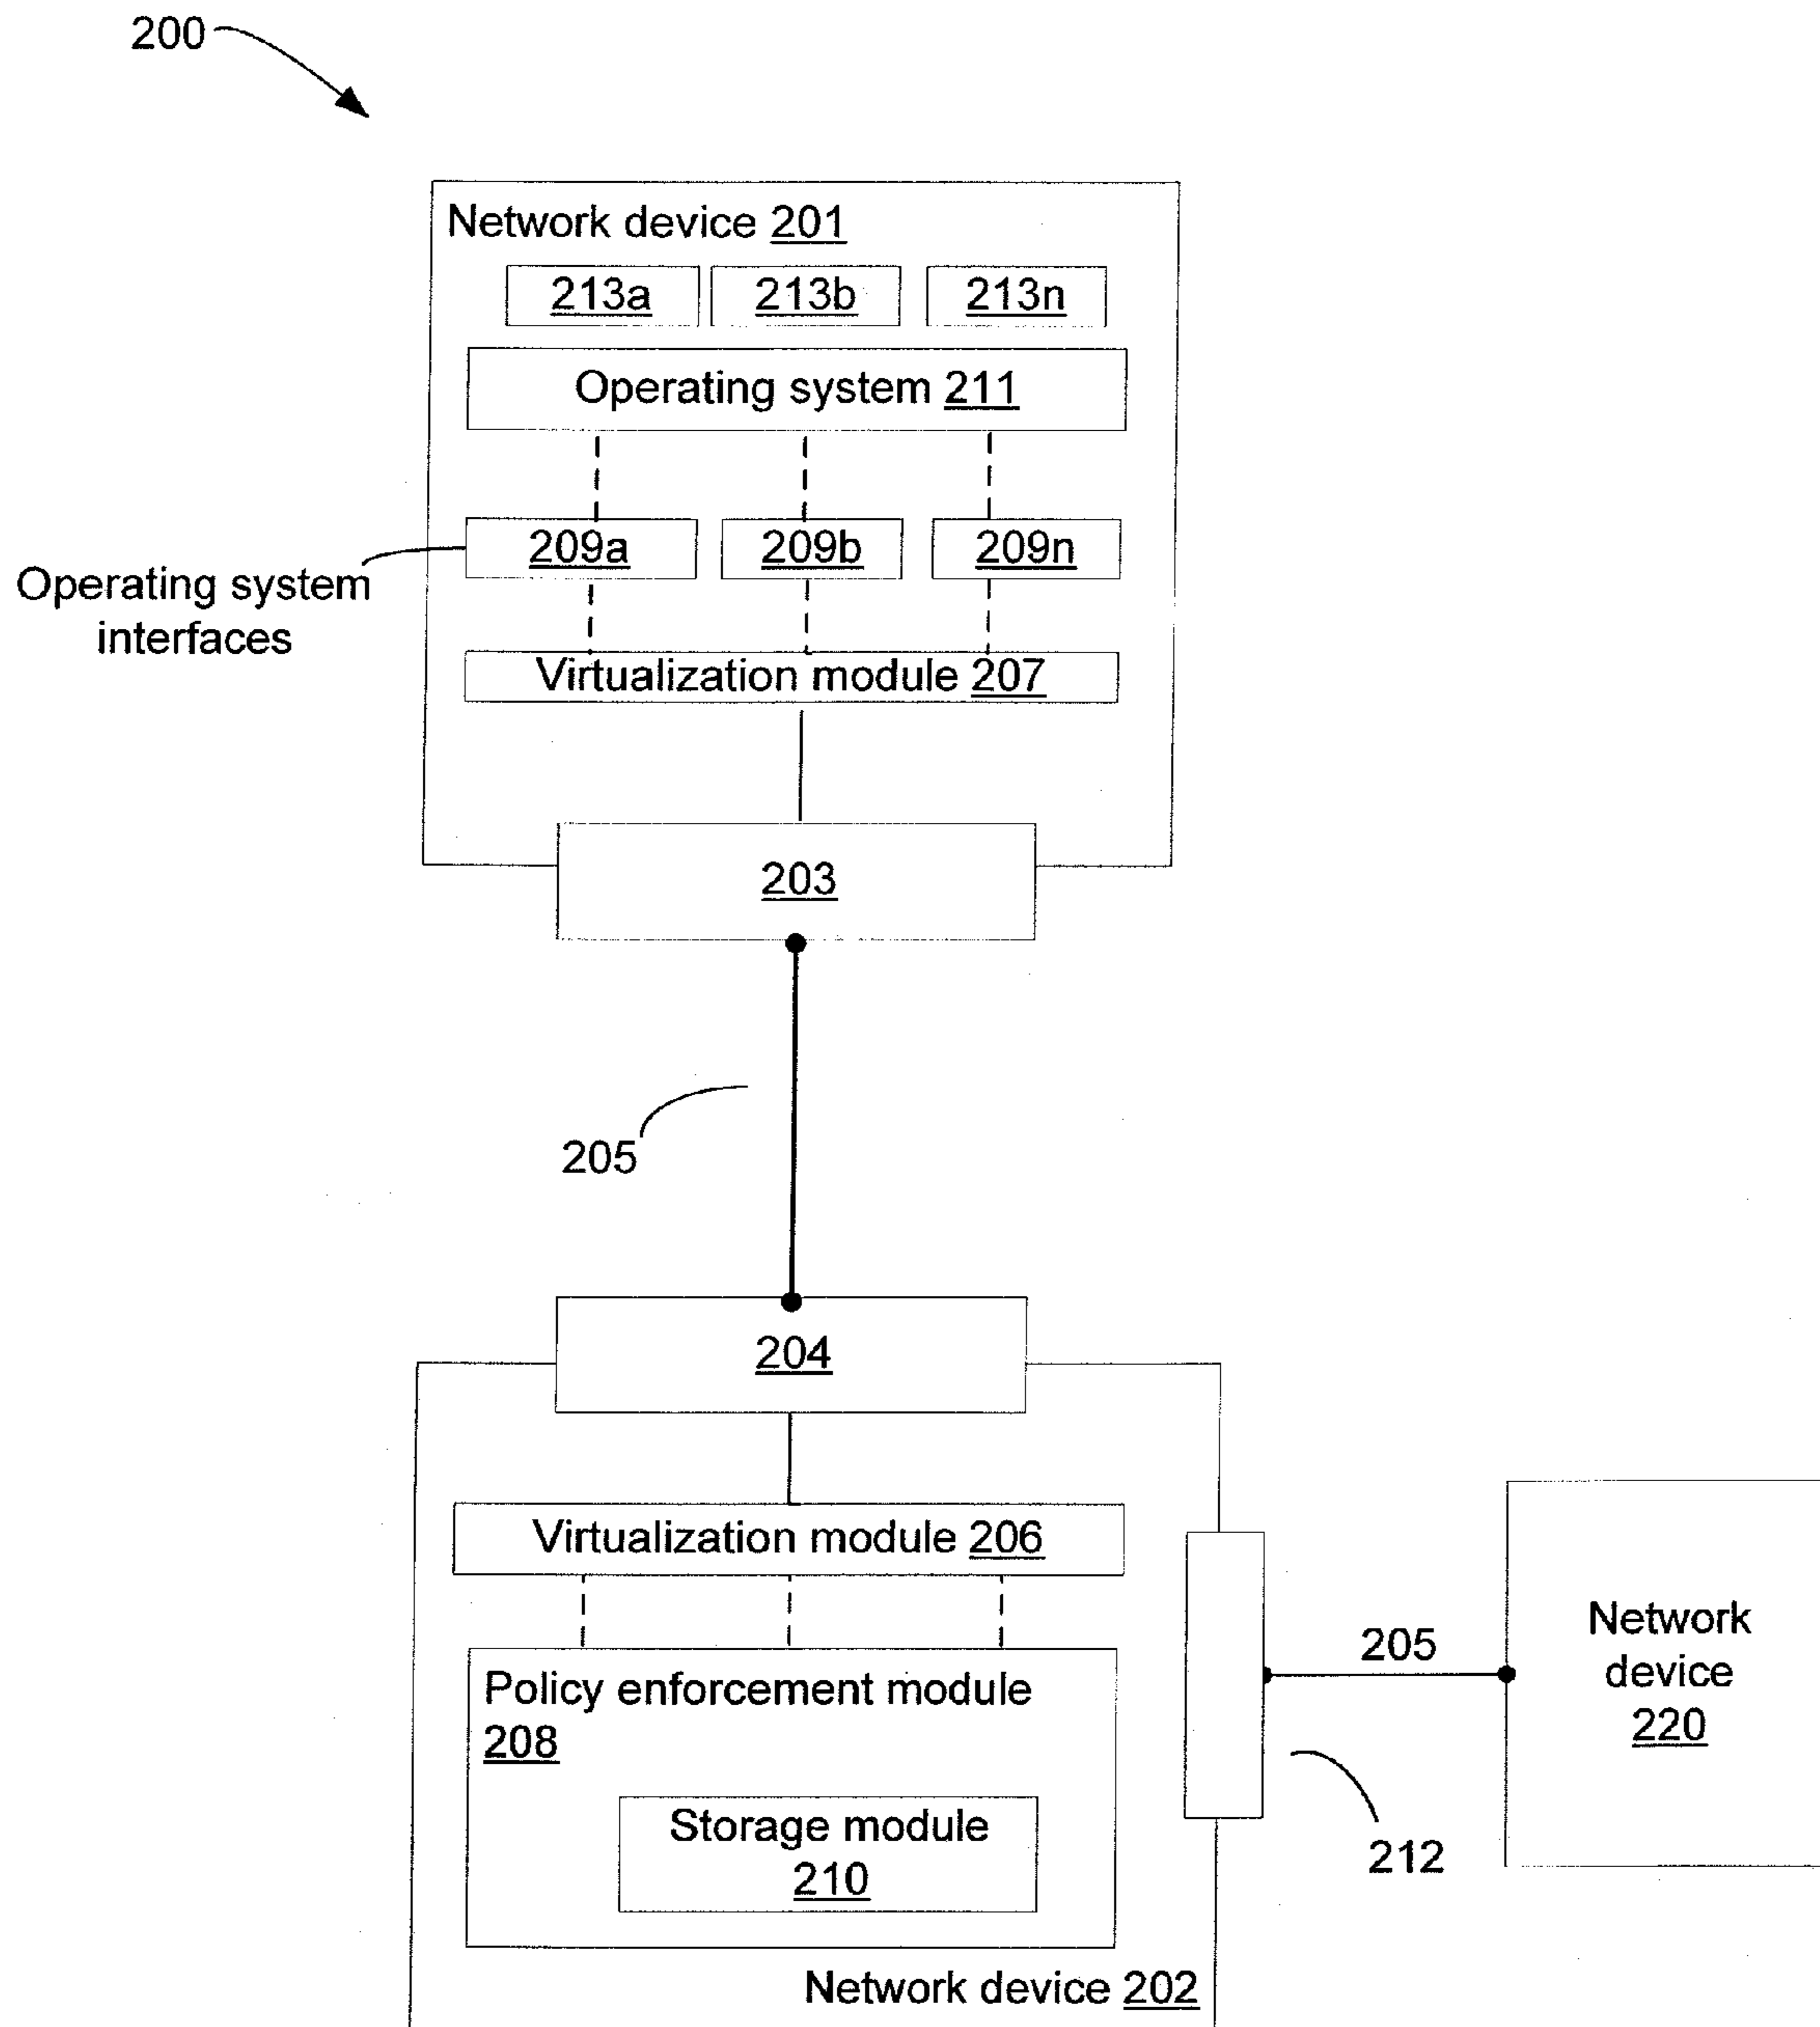 200
Network device 201
213a 213b 213n
Operating system 211
209a 209b 209n
Operating system
interfaces
Virtualization module 207
203
205
204
Virtualization module 206
Policy enforcement module
208
Storage module
210
Network device 202
205
212
Network
device
220